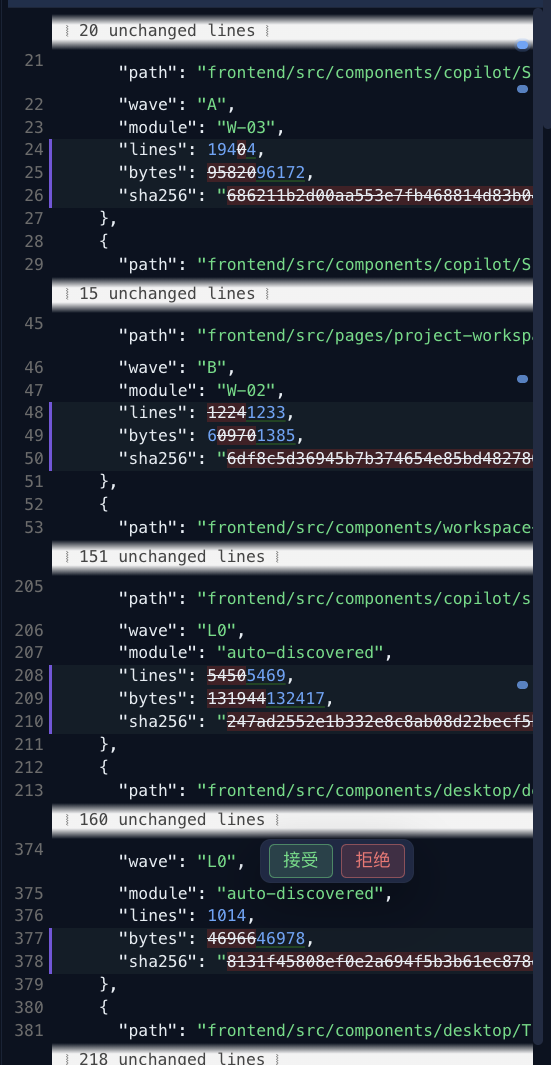 ⦚ 20 unchanged lines ⦚
21 "path": "frontend/src/components/copilot/S
22 "wave": "A",
23 "module": "W-03",
24 "lines": 19404,
25 "bytes": 9582096172,
26 "sha256": "686211b2d00aa553e7fb468814d83b0
27 },
28 {
29 "path": "frontend/src/components/copilot/S
⦚ 15 unchanged lines ⦚
45 "path": "frontend/src/pages/project-worksp
46 "wave": "B",
47 "module": "W-02",
48 "lines": 12241233,
49 "bytes": 609701385,
50 "sha256": "6df8c5d36945b7b374654e85bd48278
51 },
52 {
53 "path": "frontend/src/components/workspace-
⦚ 151 unchanged lines ⦚
205 "path": "frontend/src/components/copilot/s
206 "wave": "L0",
207 "module": "auto-discovered",
208 "lines": 54505469,
209 "bytes": 131944132417,
210 "sha256": "247ad2552e1b332e8c8ab08d22becf5
211 },
212 {
213 "path": "frontend/src/components/desktop/d
⦚ 160 unchanged lines ⦚
374 "wave": "L0",
接受 拒绝
375 "module": "auto-discovered",
376 "lines": 1014,
377 "bytes": 4696646978,
378 "sha256": "8131f45808ef0e2a694f5b3b61ec878
379 },
380 {
381 "path": "frontend/src/components/desktop/T
⦚ 218 unchanged lines ⦚